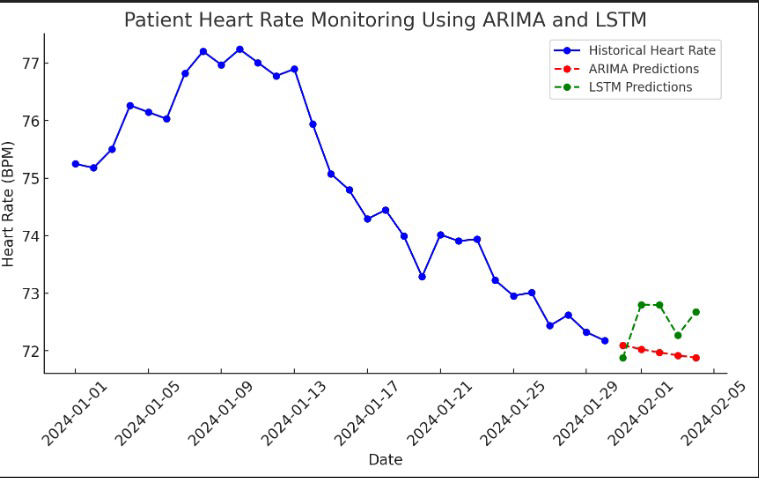 Patient Heart Rate Monitoring Using ARIMA and LSTM
Historical Heart Rate
ARIMA Predictions
LSTM Predictions
Heart Rate (BPM)
77
76
75
74
73
72
2024-01-01
2024-01-05
2024-01-09
2024-01-13
2024-01-17
2024-01-21
2024-01-25
2024-01-29
2024-02-01
2024-02-05
Date